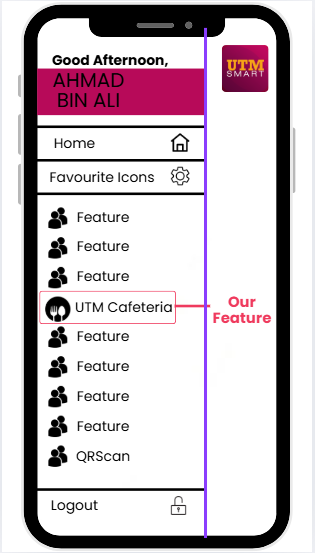 Good Afternoon,
AHMAD
BIN ALI
UTM
SMART
Home
Favourite Icons
Feature
Feature
Feature
UTM Cafeteria
Our
Feature
Feature
Feature
Feature
Feature
QRScan
Logout